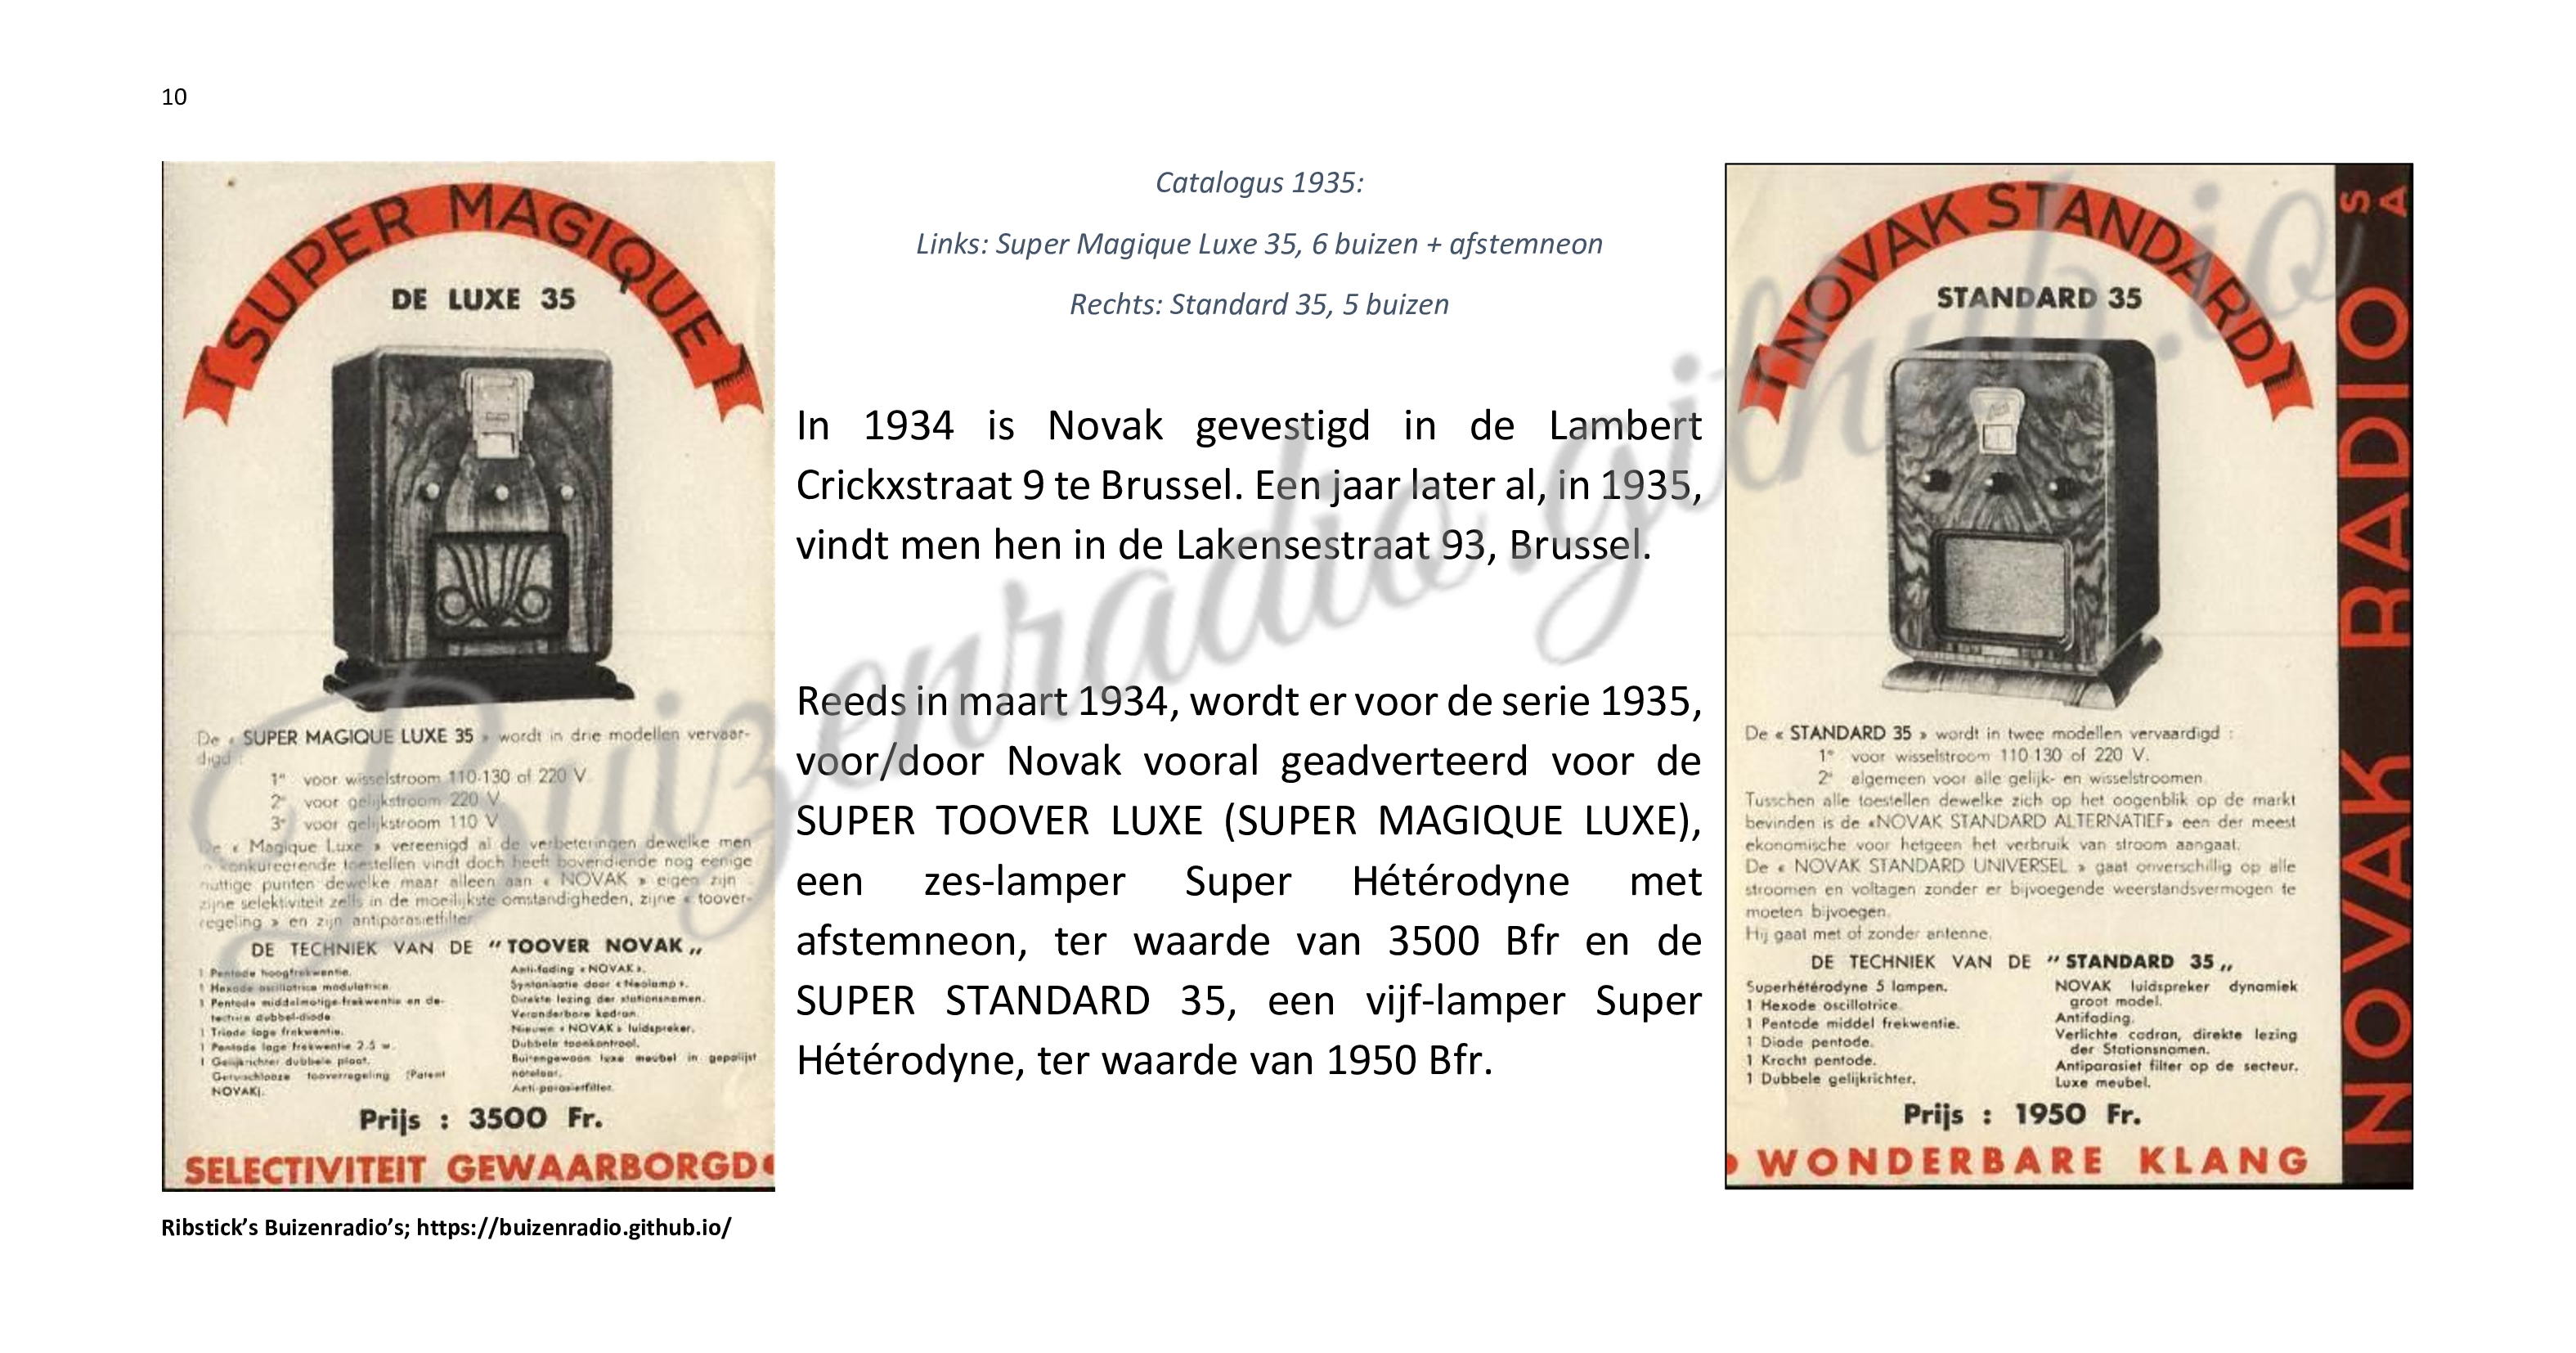 10
SUPER MAGIQUE
DE LUXE 35
De « SUPER MAGIQUE LUXE 35 » wordt in drie modellen vervaar-
digd :
1° voor wisselstroom 110-130 of 220 V.
2° voor gelijkstroom 220 V.
3° voor gelijkstroom 110 V.
De « Magique Luxe » vereenigd al de verbeteringen dewelke men
konkureerende toestellen vindt doch heeft bovendiende nog eenige
nuttige punten dewelke maar alleen aan « NOVAK » eigen zijn
zijne selektiviteit zelfs in de moeilijkste omstandigheden, zijne « toover-
regeling » en zijn antiparasietfilter
DE TECHNIEK VAN DE “ TOOVER NOVAK „
1 Pentode hoogfrekwentie.
1 Hexode oscillatrice modulatrice.
1 Pentode middelmatige frekwentie en de-
tectrice dubbel-diode.
1 Triode lage frekwentie.
1 Pentode lage frekwentie 2.5 w.
1 Gelijkrichter dubbele plaat.
Geruischlooze tooverregeling (Patent
NOVAK).
Anti-fading « NOVAK ».
Syntonisatie door « Neolamp ».
Direkte lezing der stationsnamen.
Veranderbare kadran.
Nieuwe « NOVAK » luidspreker.
Dubbele toonkontrool.
Buitengewoon luxe meubel in gepolijst
notelaar.
Anti-parasietfilter.
Prijs : 3500 Fr.
SELECTIVITEIT GEWAARBORGD
Catalogus 1935:
Links: Super Magique Luxe 35, 6 buizen + afstemneon
Rechts: Standard 35, 5 buizen
In 1934 is Novak gevestigd in de Lambert
Crickxstraat 9 te Brussel. Een jaar later al, in 1935,
vindt men hen in de Lakensestraat 93, Brussel.
Reeds in maart 1934, wordt er voor de serie 1935,
voor/door Novak vooral geadverteerd voor de
SUPER TOOVER LUXE (SUPER MAGIQUE LUXE),
een zes-lamper Super Hétérodyne met
afstemneon, ter waarde van 3500 Bfr en de
SUPER STANDARD 35, een vijf-lamper Super
Hétérodyne, ter waarde van 1950 Bfr.
NOVAK STANDARD
STANDARD 35
De « STANDARD 35 » wordt in twee modellen vervaardigd :
1° voor wisselstroom 110-130 of 220 V.
2° algemeen voor alle gelijk- en wisselstroomen.
Tusschen alle toestellen dewelke zich op het oogenblik op de markt
bevinden is de «NOVAK STANDARD ALTERNATIEF» een der meest
ekonomische voor hetgeen het verbruik van stroom aangaat.
De « NOVAK STANDARD UNIVERSEL » gaat onverschillig op alle
stroomen en voltagen zonder er bijvoegende weerstandsvermogen te
moeten bijvoegen.
Hij gaat met of zonder antenne.
DE TECHNIEK VAN DE “ STANDARD 35 „
Superhétérodyne 5 lampen.
1 Hexode oscillotrice.
1 Pentode middel frekwentie.
1 Diode pentode.
1 Kracht pentode.
1 Dubbele gelijkrichter.
NOVAK luidspreker dynamiek
groot model.
Antifading.
Verlichte cadran, direkte lezing
der Stationsnamen.
Antiparasiet filter op de secteur.
Luxe meubel.
Prijs : 1950 Fr.
WONDERBARE KLANG
NOVAK RADIO SA
Buizenradio.github.io
Ribstick’s Buizenradio’s; https://buizenradio.github.io/